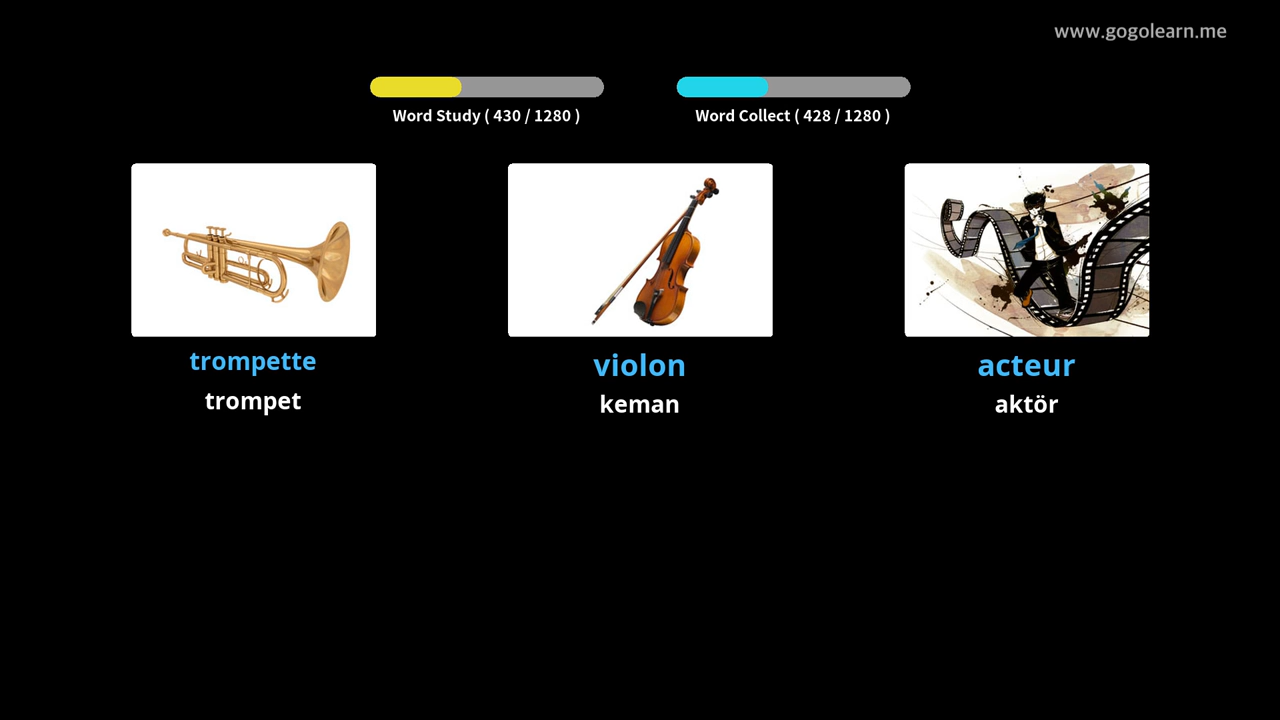 www.gogolearn.me
Word Study ( 430 / 1280 )
Word Collect ( 428 / 1280 )
trompette
trompet
violon
keman
acteur
aktör